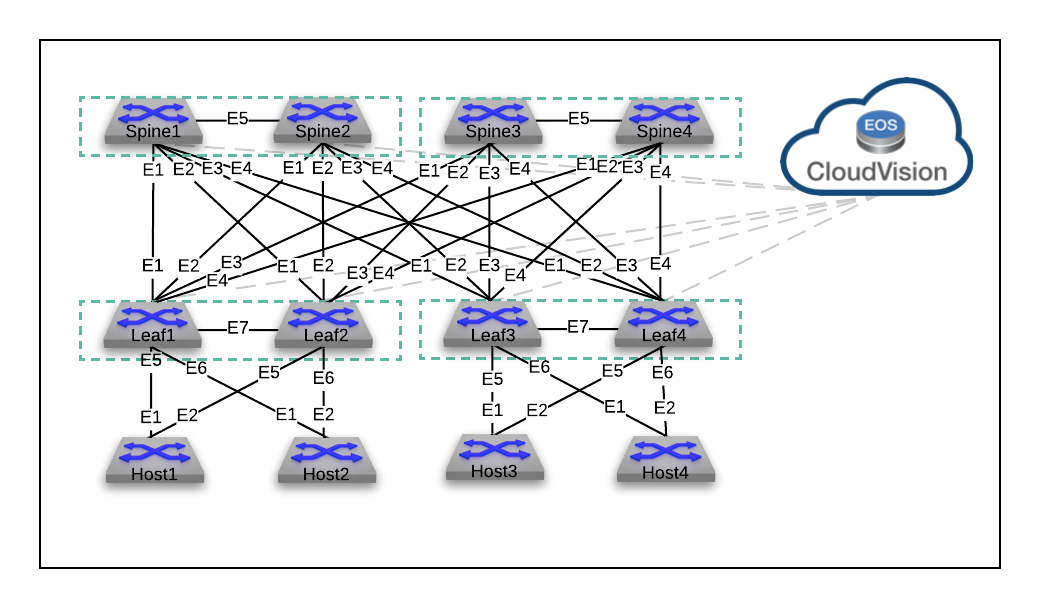 EOS
CloudVision
E5 E5
Spine1 Spine2 Spine3 Spine4
E1 E2 E3 E4 E1 E2 E3 E4 E1 E2 E3 E4 E1 E2 E3 E4
E1 E2 E3 E4 E1 E2 E3 E4 E1 E2 E3 E4 E1 E2 E3 E4
E7 E7
Leaf1 Leaf2 Leaf3 Leaf4
E5 E6 E5 E6 E5 E6 E5 E6
E1 E2 E1 E2 E1 E2 E1 E2
Host1 Host2 Host3 Host4